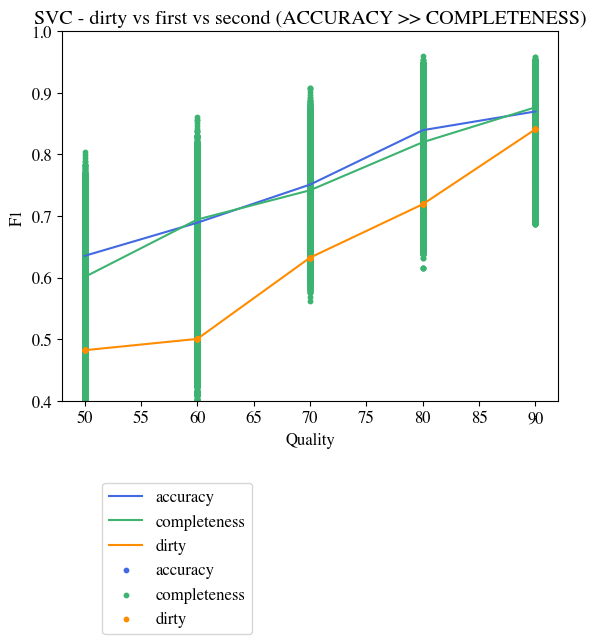 SVC - dirty vs first vs second (ACCURACY >> COMPLETENESS)
1.0
0.9
0.8
0.7
0.6
0.5
0.4
F1
50 55 60 65 70 75 80 85 90
Quality
accuracy
completeness
dirty
accuracy
completeness
dirty